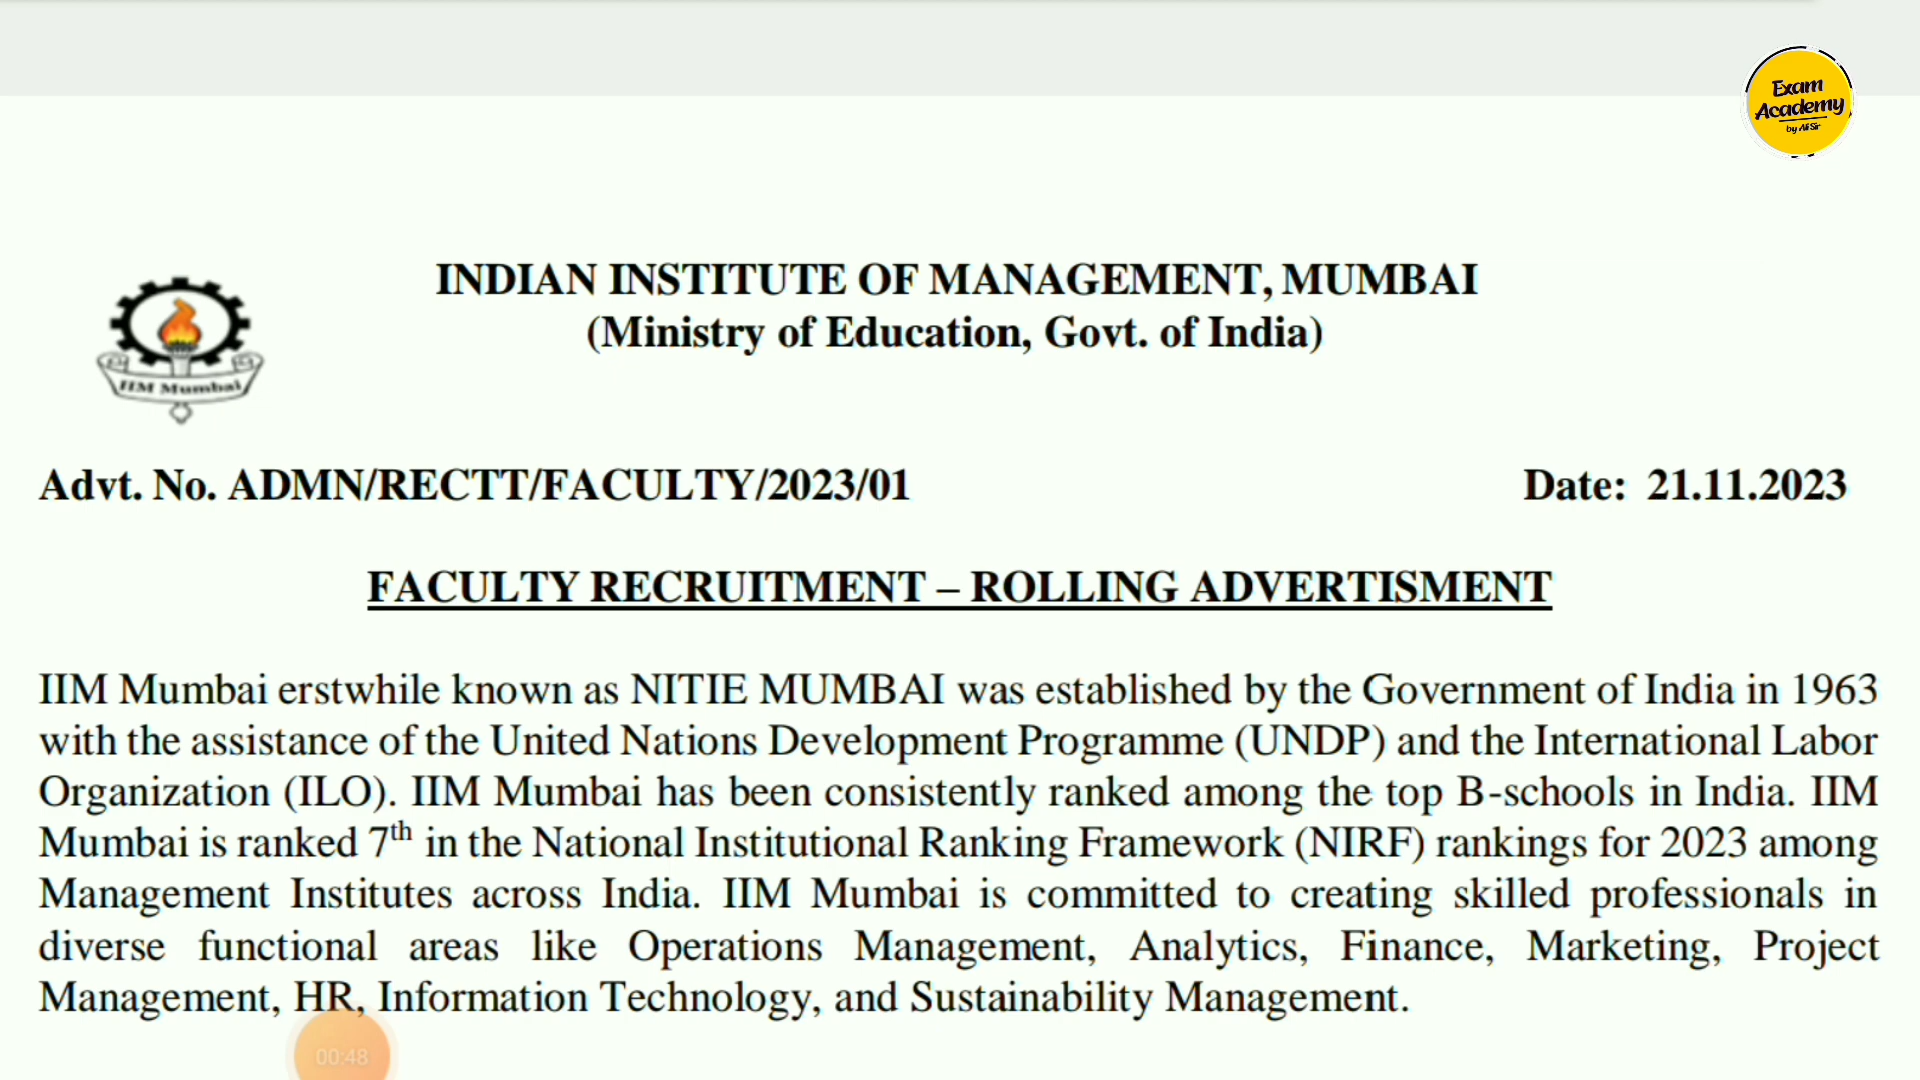 Exam
Academy
by Ali Sir
INDIAN INSTITUTE OF MANAGEMENT, MUMBAI
(Ministry of Education, Govt. of India)
IIM Mumbai
Advt. No. ADMN/RECTT/FACULTY/2023/01 Date: 21.11.2023
FACULTY RECRUITMENT – ROLLING ADVERTISMENT
IIM Mumbai erstwhile known as NITIE MUMBAI was established by the Government of India in 1963
with the assistance of the United Nations Development Programme (UNDP) and the International Labor
Organization (ILO). IIM Mumbai has been consistently ranked among the top B-schools in India. IIM
Mumbai is ranked 7th in the National Institutional Ranking Framework (NIRF) rankings for 2023 among
Management Institutes across India. IIM Mumbai is committed to creating skilled professionals in
diverse functional areas like Operations Management, Analytics, Finance, Marketing, Project
Management, HR, Information Technology, and Sustainability Management.
00:48